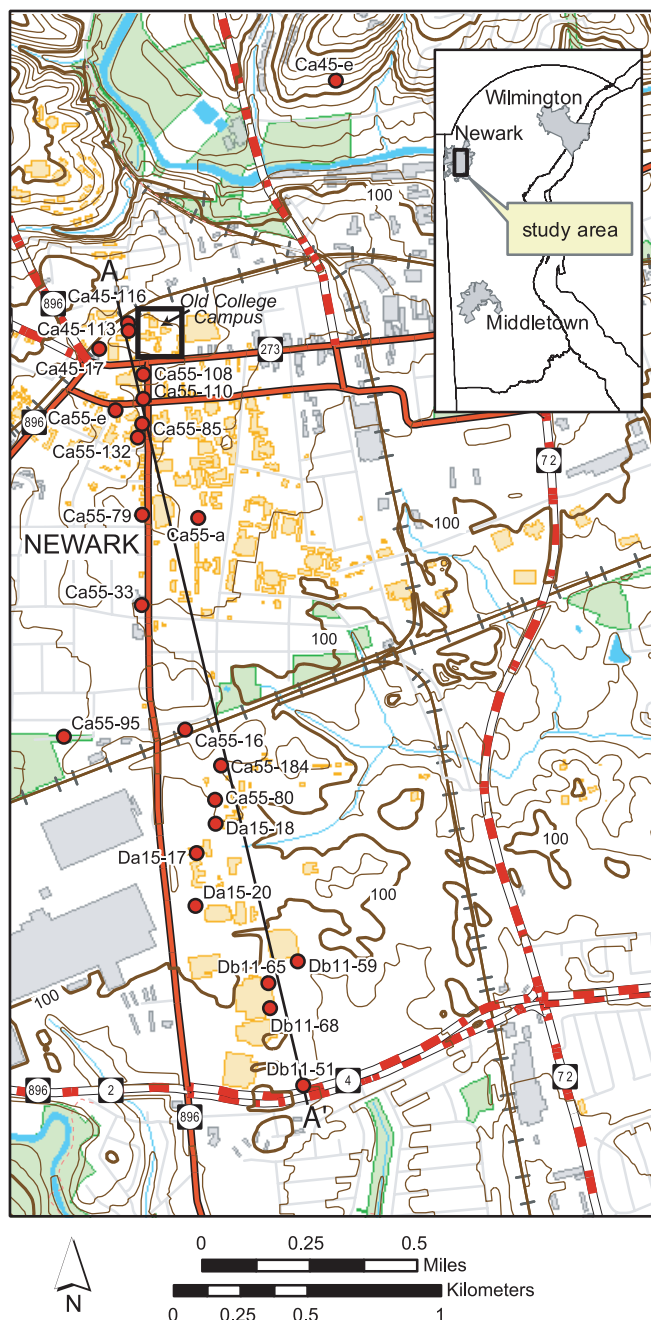 Ca45-e
Wilmington
Newark
study area
Middletown
100
A
896
Ca45-116
Old College
Campus
Ca45-113
273
Ca45-17
Ca55-108
Ca55-110
Ca55-e
896
Ca55-85
Ca55-132
72
Ca55-79
100
Ca55-a
NEWARK
Ca55-33
100
Ca55-95
Ca55-16
Ca55-184
Ca55-80
Da15-18
Da15-17
Da15-20
100
Db11-65
Db11-59
100
Db11-68
Db11-51
896
2
4
72
896
A'
0
0.25
0.5
Miles
Kilometers
0
0.25
0.5
1
N